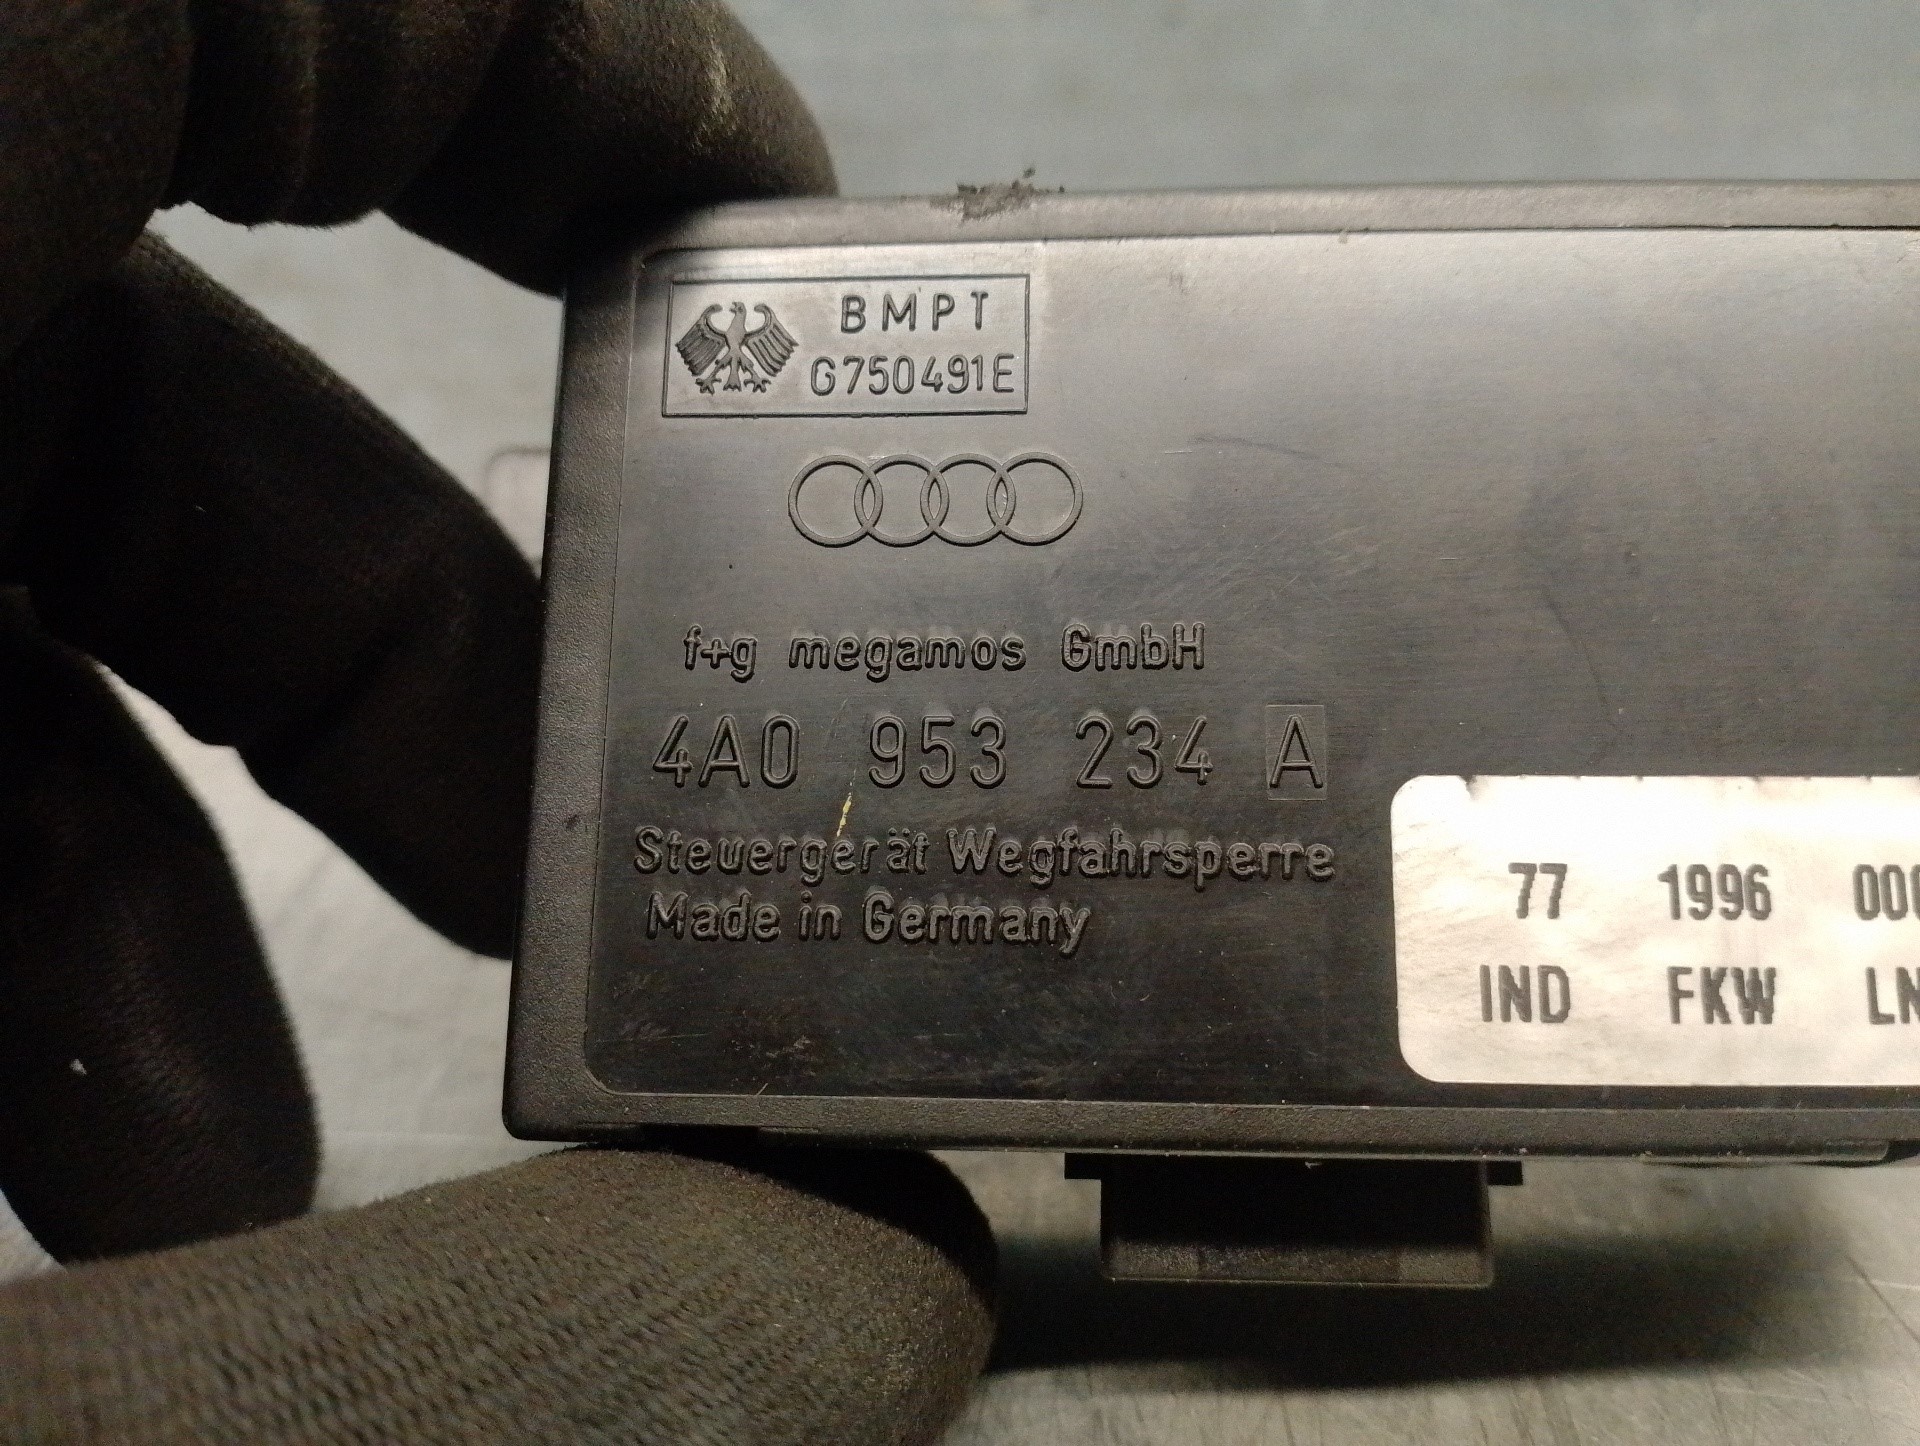 BMPT
G750491E
f+g megamos GmbH
4A0 953 234 A
Steuergerät Wegfahrsperre
Made in Germany
77 1996
IND FKW